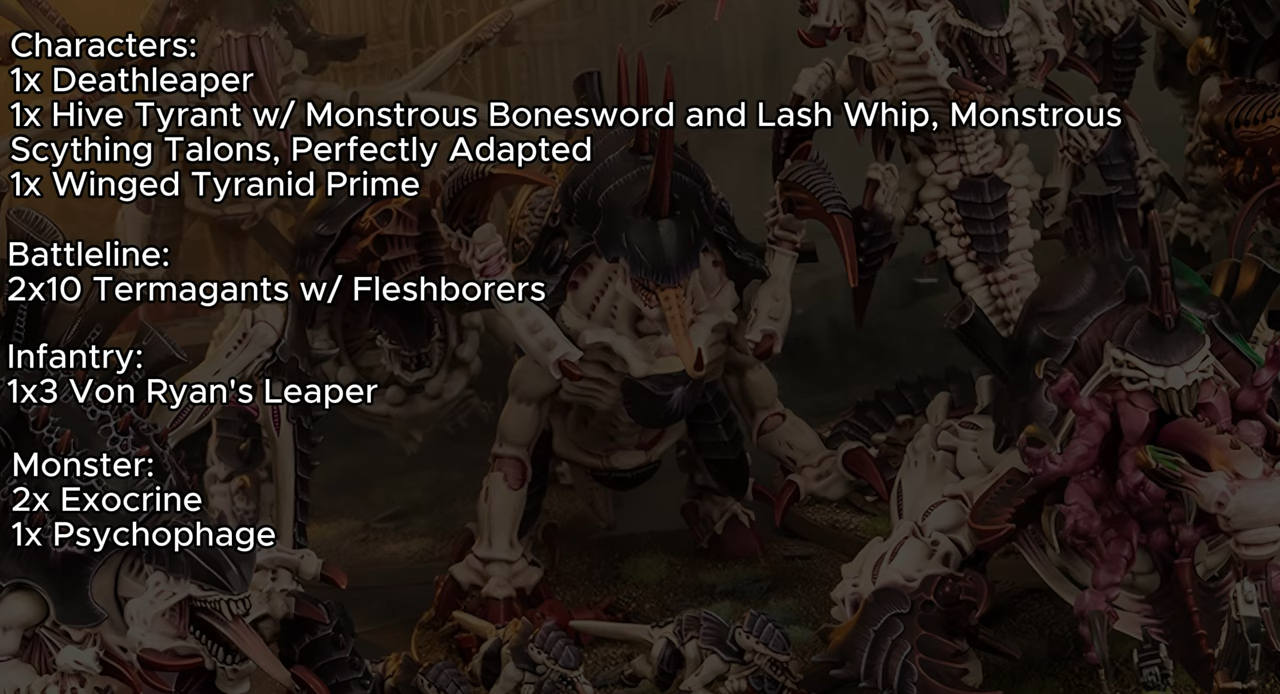 Characters:
1x Deathleaper
1x Hive Tyrant w/ Monstrous Bonesword and Lash Whip, Monstrous
Scything Talons, Perfectly Adapted
1x Winged Tyranid Prime
Battleline:
2x10 Termagants w/ Fleshborers
Infantry:
1x3 Von Ryan's Leaper
Monster:
2x Exocrine
1x Psychophage